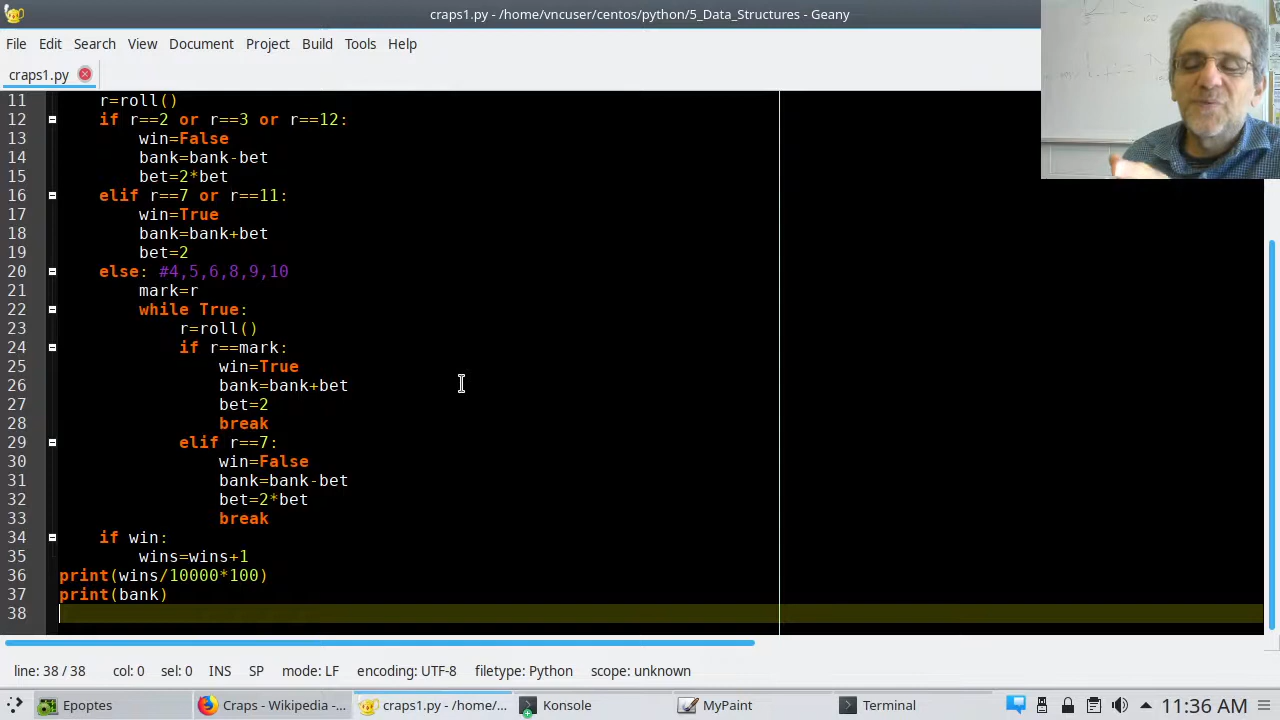 craps1.py - /home/vncuser/centos/python/5_Data_Structures - Geany
File Edit Search View Document Project Build Tools Help
craps1.py
11     r=roll()
12     if r==2 or r==3 or r==12:
13         win=False
14         bank=bank-bet
15         bet=2*bet
16     elif r==7 or r==11:
17         win=True
18         bank=bank+bet
19         bet=2
20     else: #4,5,6,8,9,10
21         mark=r
22         while True:
23             r=roll()
24             if r==mark:
25                 win=True
26                 bank=bank+bet
27                 bet=2
28                 break
29             elif r==7:
30                 win=False
31                 bank=bank-bet
32                 bet=2*bet
33                 break
34     if win:
35         wins=wins+1
36 print(wins/10000*100)
37 print(bank)
38
line: 38 / 38 col: 0 sel: 0 INS SP mode: LF encoding: UTF-8 filetype: Python scope: unknown
Epoptes Craps - Wikipedia -... craps1.py - /home/... Konsole MyPaint Terminal 11:36 AM